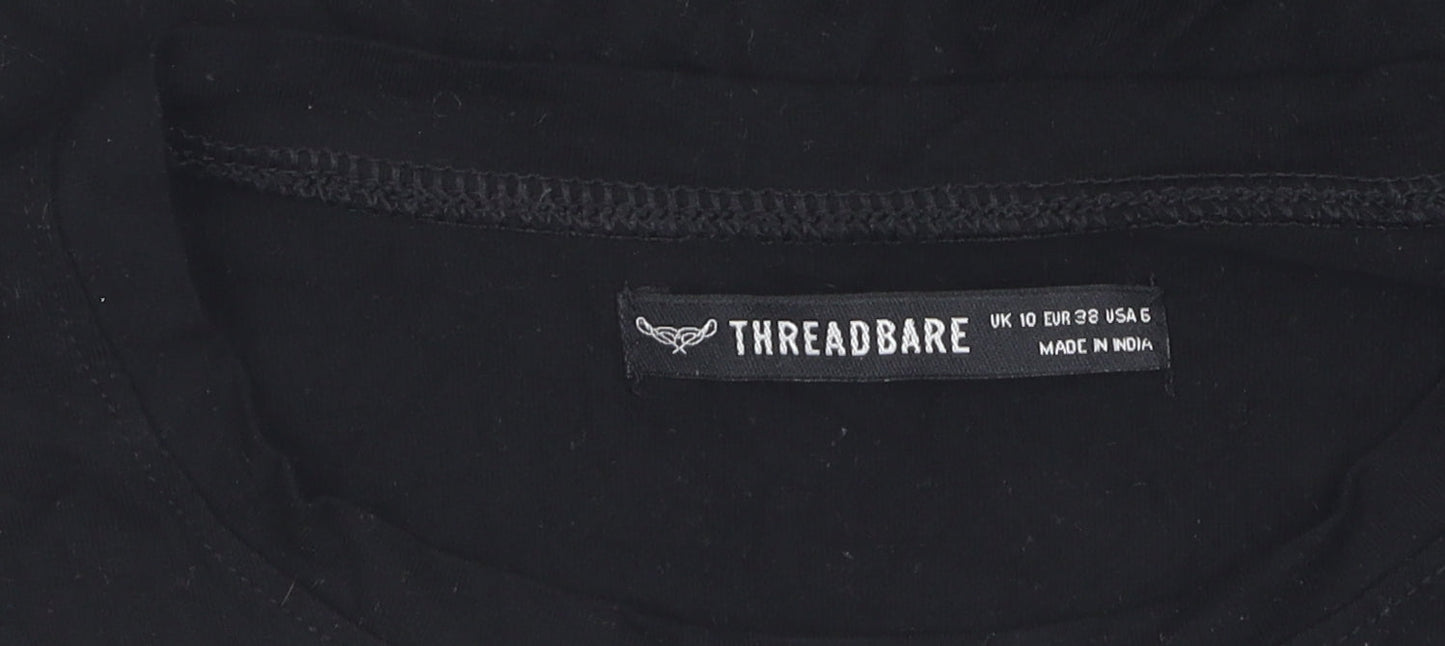 THREADBARE
UK 10 EUR 38 USA 6
MADE IN INDIA